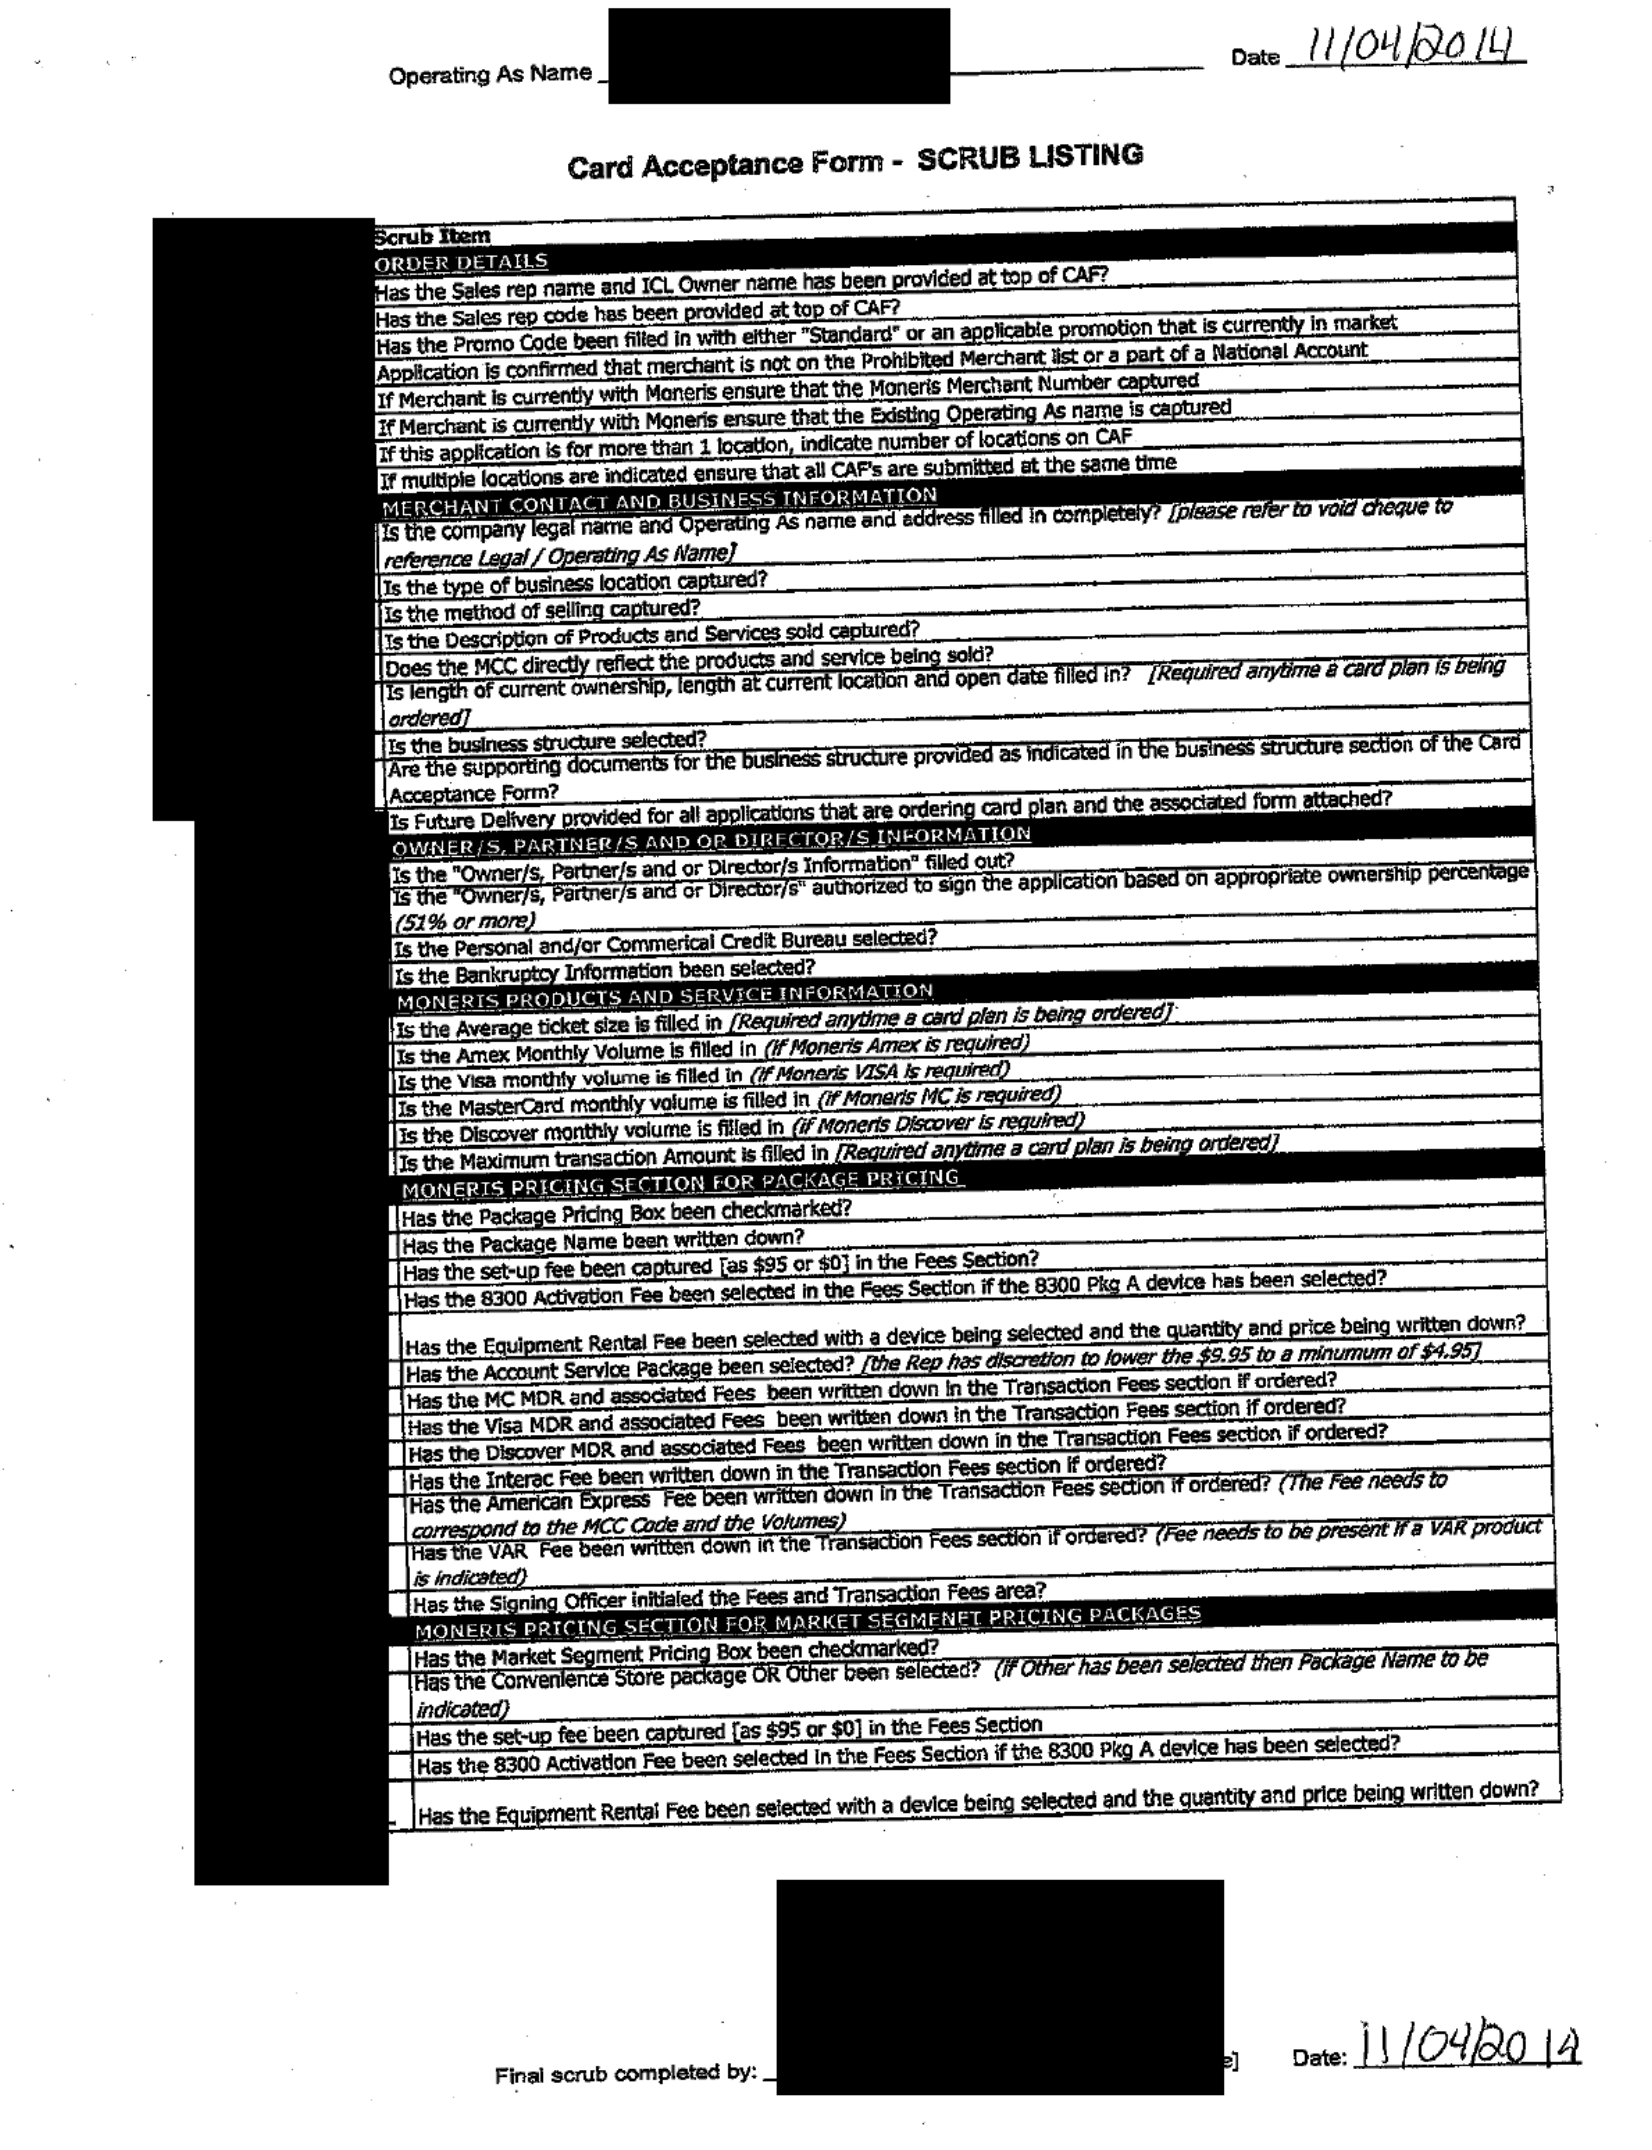 Operating As Name
Date 11/04/2014
Card Acceptance Form - SCRUB LISTING
Scrub Item
ORDER DETAILS
Has the Sales rep name and ICL Owner name has been provided at top of CAF?
Has the Sales rep code has been provided at top of CAF?
Has the Promo Code been filled in with either "Standard" or an applicable promotion that is currently in market
Application is confirmed that merchant is not on the Prohibited Merchant list or a part of a National Account
If Merchant is currently with Moneris ensure that the Moneris Merchant Number captured
If Merchant is currently with Moneris ensure that the Existing Operating As name is captured
If this application is for more than 1 location, indicate number of locations on CAF
If multiple locations are indicated ensure that all CAF's are submitted at the same time
MERCHANT CONTACT AND BUSINESS INFORMATION
Is the company legal name and Operating As name and address filled in completely? [please refer to void cheque to
reference Legal / Operating As Name]
Is the type of business location captured?
Is the method of selling captured?
Is the Description of Products and Services sold captured?
Does the MCC directly reflect the products and service being sold?
Is length of current ownership, length at current location and open date filled in? [Required anytime a card plan is being
ordered]
Is the business structure selected?
Are the supporting documents for the business structure provided as indicated in the business structure section of the Card
Acceptance Form?
Is Future Delivery provided for all applications that are ordering card plan and the associated form attached?
OWNER/S, PARTNER/S AND OR DIRECTOR/S INFORMATION
Is the "Owner/s, Partner/s and or Director/s Information" filled out?
Is the "Owner/s, Partner/s and or Director/s" authorized to sign the application based on appropriate ownership percentage
(51% or more)
Is the Personal and/or Commerical Credit Bureau selected?
Is the Bankruptcy Information been selected?
MONERIS PRODUCTS AND SERVICE INFORMATION
Is the Average ticket size is filled in [Required anytime a card plan is being ordered]
Is the Amex Monthly Volume is filled in (if Moneris Amex is required)
Is the Visa monthly volume is filled in (if Moneris VISA is required)
Is the MasterCard monthly volume is filled in (if Moneris MC is required)
Is the Discover monthly volume is filled in (if Moneris Discover is required)
Is the Maximum transaction Amount is filled in [Required anytime a card plan is being ordered]
MONERIS PRICING SECTION FOR PACKAGE PRICING
Has the Package Pricing Box been checkmarked?
Has the Package Name been written down?
Has the set-up fee been captured [as $95 or $0] in the Fees Section?
Has the 8300 Activation Fee been selected in the Fees Section if the 8300 Pkg A device has been selected?
Has the Equipment Rental Fee been selected with a device being selected and the quantity and price being written down?
Has the Account Service Package been selected? [the Rep has discretion to lower the $9.95 to a minumum of $4.95]
Has the MC MDR and associated Fees been written down in the Transaction Fees section if ordered?
Has the Visa MDR and associated Fees been written down in the Transaction Fees section if ordered?
Has the Discover MDR and associated Fees been written down in the Transaction Fees section if ordered?
Has the Interac Fee been written down in the Transaction Fees section if ordered?
Has the American Express Fee been written down in the Transaction Fees section if ordered? (The Fee needs to
correspond to the MCC Code and the Volumes)
Has the VAR Fee been written down in the Transaction Fees section if ordered? (Fee needs to be present if a VAR product
is indicated)
Has the Signing Officer initialed the Fees and Transaction Fees area?
MONERIS PRICING SECTION FOR MARKET SEGMENET PRICING PACKAGES
Has the Market Segment Pricing Box been checkmarked?
Has the Convenience Store package OR Other been selected? (If Other has been selected then Package Name to be
indicated)
Has the set-up fee been captured [as $95 or $0] in the Fees Section
Has the 8300 Activation Fee been selected in the Fees Section if the 8300 Pkg A device has been selected?
Has the Equipment Rental Fee been selected with a device being selected and the quantity and price being written down?
Final scrub completed by:
e]
Date: 11/04/2014